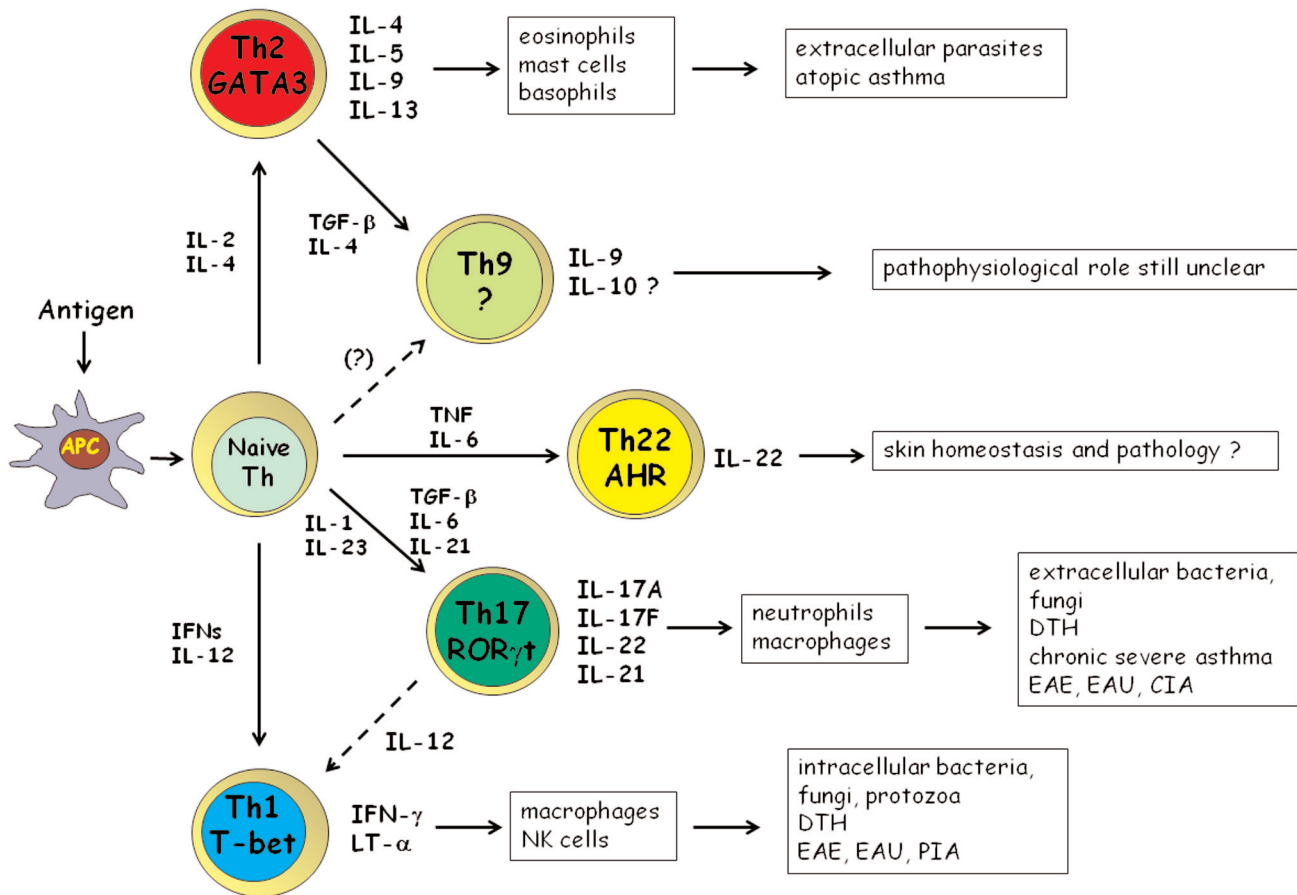 Th2
GATA3
IL-4
IL-5
IL-9
IL-13
eosinophils
mast cells
basophils
extracellular parasites
atopic asthma
IL-2
IL-4
TGF-β
IL-4
Th9
?
IL-9
IL-10 ?
pathophysiological role still unclear
Antigen
APC
Naive
Th
(?)
TNF
IL-6
Th22
AHR
IL-22
skin homeostasis and pathology ?
IL-1
IL-23
TGF-β
IL-6
IL-21
Th17
RORγt
IL-17A
IL-17F
IL-22
IL-21
neutrophils
macrophages
extracellular bacteria,
fungi
DTH
chronic severe asthma
EAE, EAU, CIA
IFNs
IL-12
IL-12
Th1
T-bet
IFN-γ
LT-α
macrophages
NK cells
intracellular bacteria,
fungi, protozoa
DTH
EAE, EAU, PIA